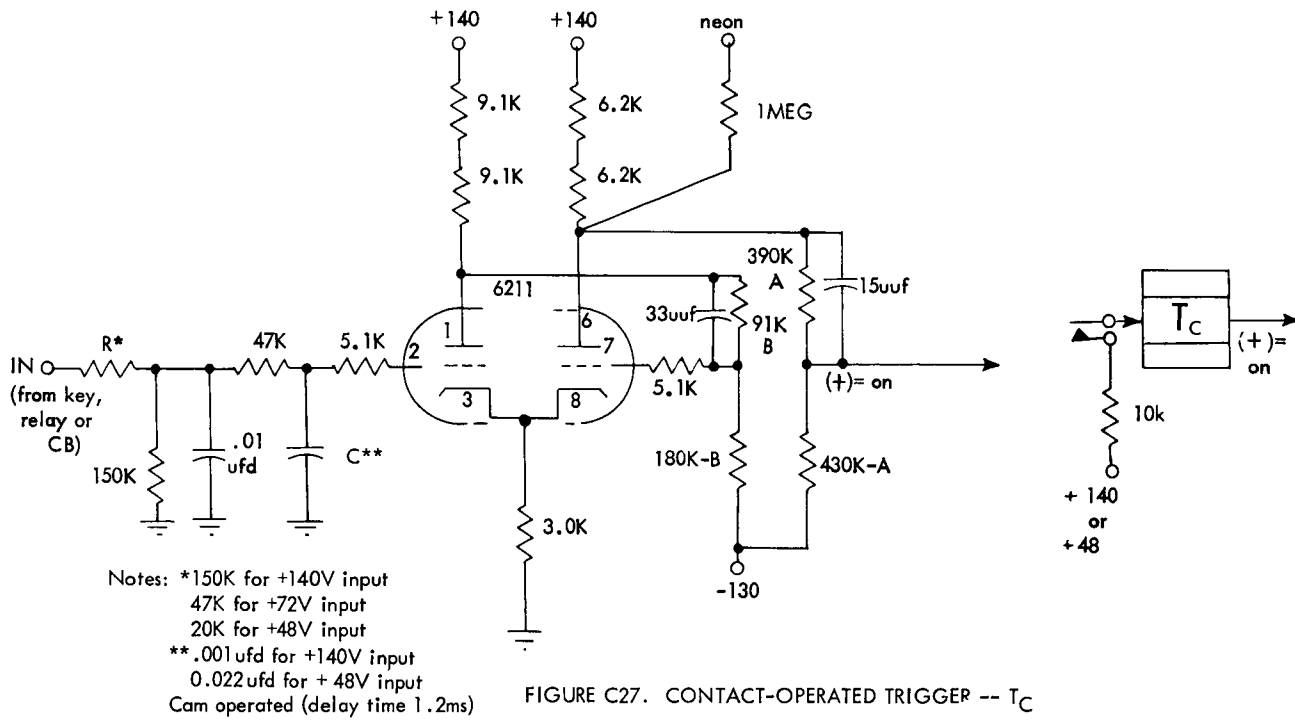 +140
+140
neon
9.1K
6.2K
1MEG
9.1K
6.2K
390K
A
15uuf
6211
33uuf
91K
B
1
6
7
IN
R*
47K
5.1K
2
5.1K
(+)= on
TC
(+)=
on
(from key,
relay or
CB)
3
8
10k
150K
.01
ufd
C**
180K-B
430K-A
3.0K
+ 140
or
+48
-130
Notes: *150K for +140V input
47K for +72V input
20K for +48V input
**.001ufd for +140V input
0.022ufd for + 48V input
Cam operated (delay time 1.2ms)
FIGURE C27. CONTACT-OPERATED TRIGGER -- TC